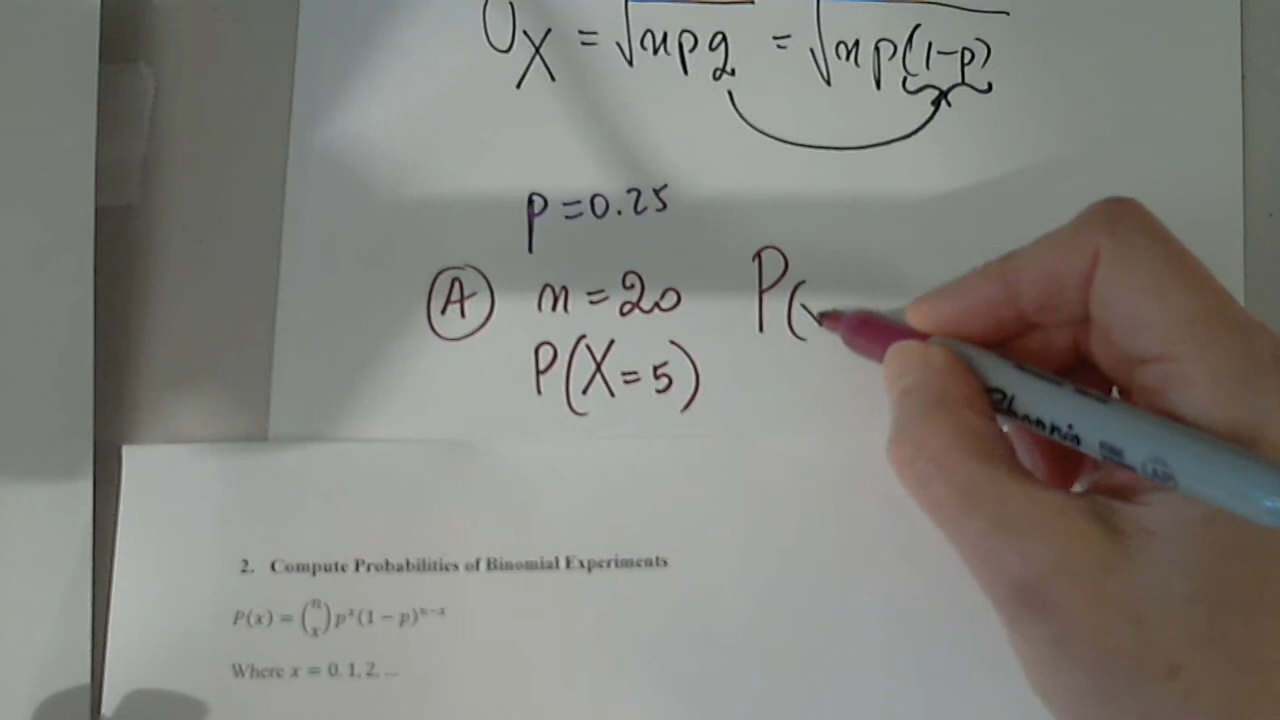 σX = √npq = √np(1-p)
p = 0.25
(A) n = 20 P(
P(X = 5)
2. Compute Probabilities of Binomial Experiments
P(x) = (n x) pˣ(1 − p)ⁿ⁻ˣ
Where x = 0, 1, 2, ...